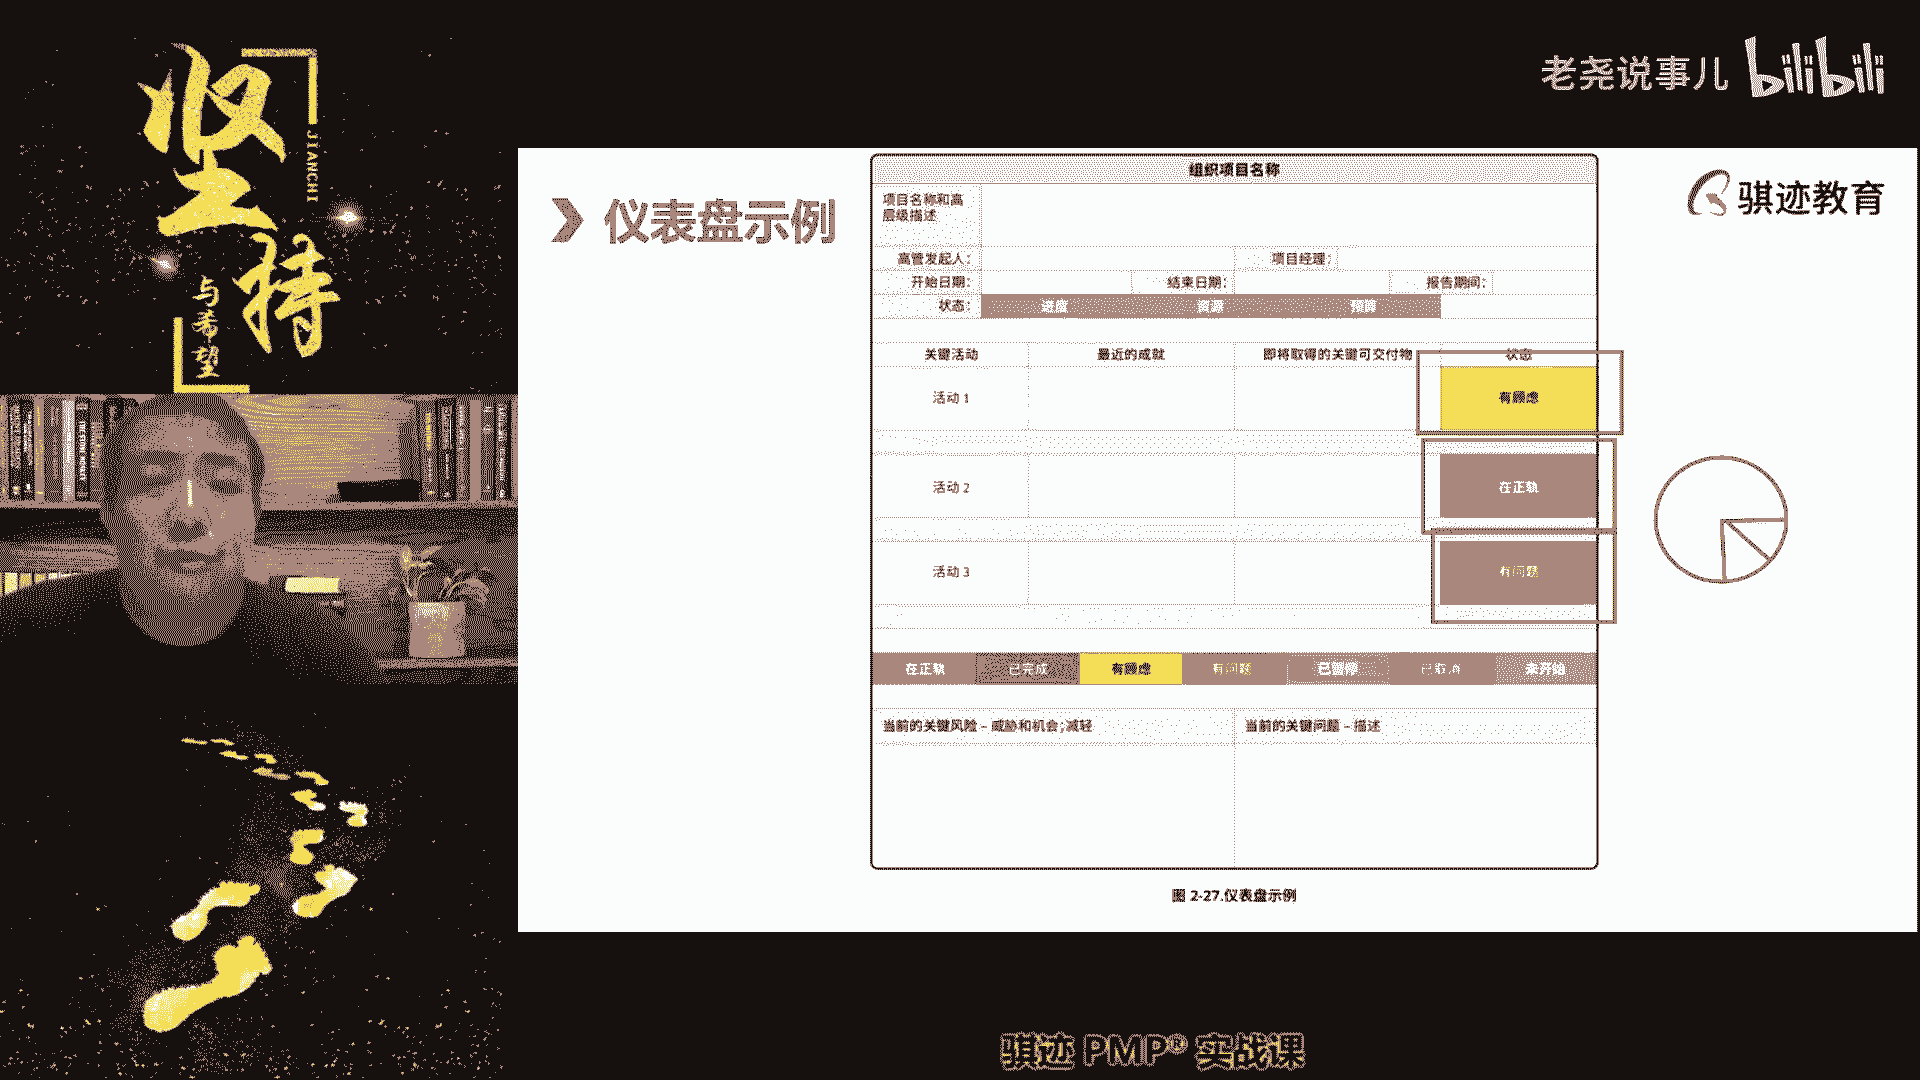 坚
持
JIANCHI
与希望
老尧说事儿 bilibili
仪表盘示例
骐迹教育
组织项目名称
项目名称和高
层级描述
高管发起人：
项目经理：
开始日期：
结束日期：
报告期间：
状态：
进度
资源
预算
关键活动
最近的成就
即将取得的关键可交付物
状态
活动 1
有顾虑
活动 2
在正轨
活动 3
有问题
在正轨
已完成
有顾虑
有问题
已暂停
已取消
未开始
当前的关键风险 – 威胁和机会；减轻
当前的关键问题 – 描述
图 2-27.仪表盘示例
骐迹 PMP® 实战课